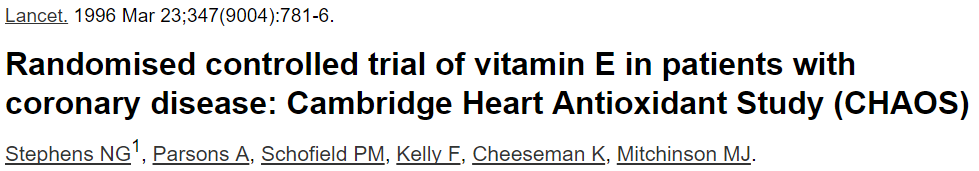 Lancet. 1996 Mar 23;347(9004):781-6.
Randomised controlled trial of vitamin E in patients with
coronary disease: Cambridge Heart Antioxidant Study (CHAOS)
Stephens NG1, Parsons A, Schofield PM, Kelly F, Cheeseman K, Mitchinson MJ.